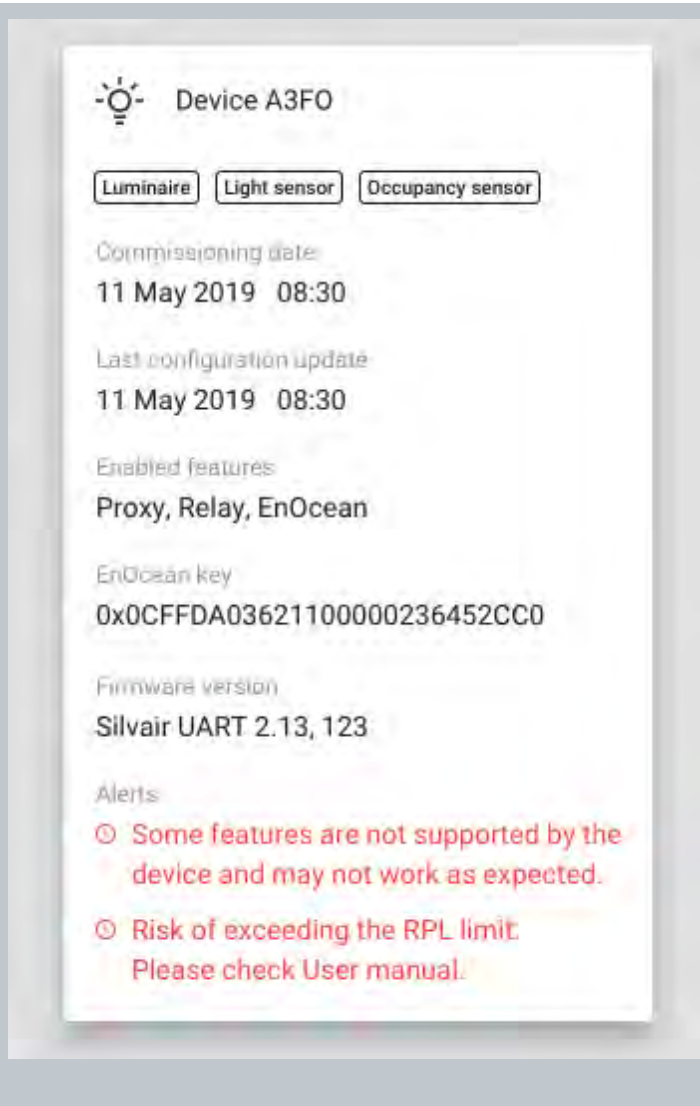 Device A3FO
Luminaire Light sensor Occupancy sensor
Commissioning date
11 May 2019 08:30
Last configuration update
11 May 2019 08:30
Enabled features
Proxy, Relay, EnOcean
EnOcean key
0x0CFFDA03621100000236452CC0
Firmware version
Silvair UART 2.13, 123
Alerts
Some features are not supported by the
device and may not work as expected.
Risk of exceeding the RPL limit.
Please check User manual.